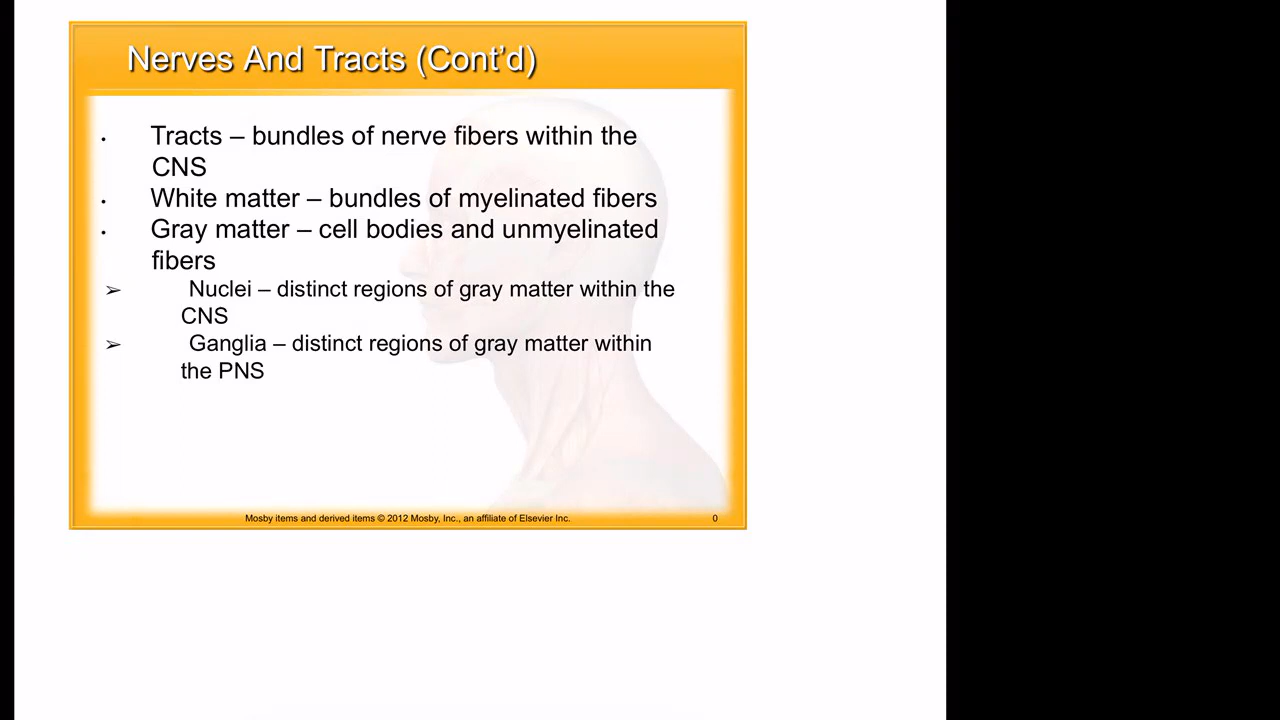 Nerves And Tracts (Cont’d)
• Tracts – bundles of nerve fibers within the
CNS
• White matter – bundles of myelinated fibers
• Gray matter – cell bodies and unmyelinated
fibers
➢ Nuclei – distinct regions of gray matter within the
CNS
➢ Ganglia – distinct regions of gray matter within
the PNS
Mosby items and derived items © 2012 Mosby, Inc., an affiliate of Elsevier Inc. 0